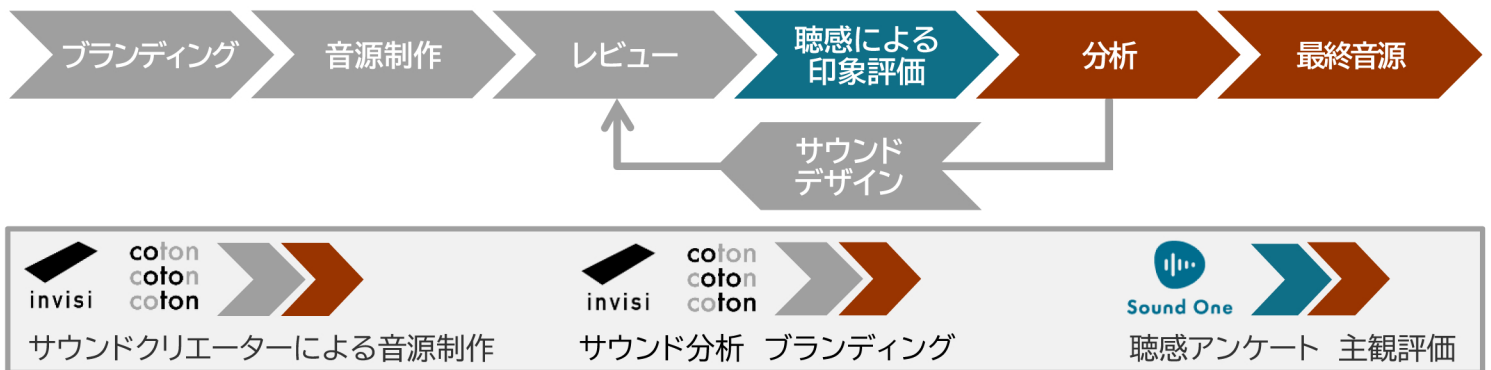 ブランディング
音源制作
レビュー
聴感による
印象評価
分析
最終音源
サウンド
デザイン
invisi
coton
coton
coton
サウンドクリエーターによる音源制作
invisi
coton
coton
coton
サウンド分析 ブランディング
Sound One
聴感アンケート 主観評価